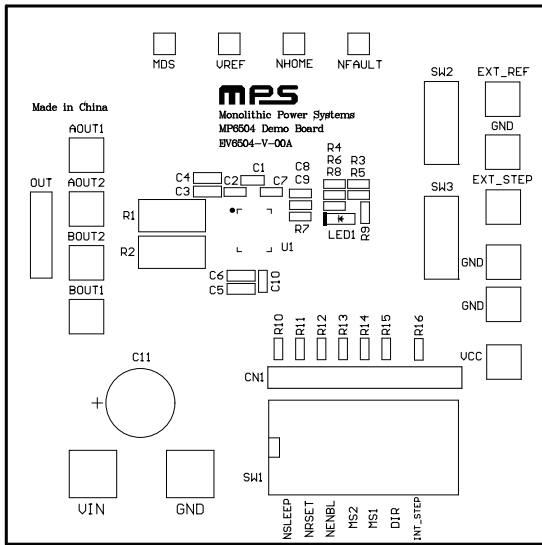 MDS VREF NHOME NFAULT
MPS
Monolithic Power Systems
MP6504 Demo Board
EV6504-V-00A
Made in China
SW2
EXT_REF
GND
AOUT1
OUT
AOUT2
BOUT2
BOUT1
C4
C3
C1
C2
C7
C8
C9
R7
R4
R6
R8
R3
R5
R9
LED1
R1
R2
U1
C6
C5
C10
SW3
EXT_STEP
GND
GND
VCC
R10 R11 R12 R13 R14 R15 R16
CN1
C11
+
VIN
GND
SW1
NSLEEP NRSET NENBL MS2 MS1 DIR INT_STEP